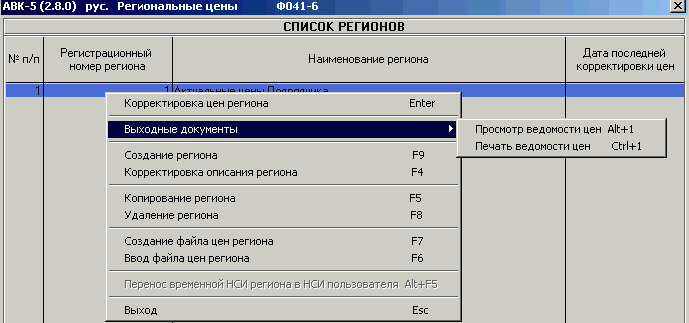 АВК-5 (2.8.0) рус. Региональные цены Ф041-6
СПИСОК РЕГИОНОВ
№ п/п
Регистрационный
номер региона
Наименование региона
Дата последней
корректировки цен
1 1 Актуальные цены Подрядчика
Корректировка цен региона Enter
Выходные документы
Просмотр ведомости цен Alt+1
Печать ведомости цен Ctrl+1
Создание региона F9
Корректировка описания региона F4
Копирование региона F5
Удаление региона F8
Создание файла цен региона F7
Ввод файла цен региона F6
Перенос временной НСИ региона в НСИ пользователя Alt+F5
Выход Esc